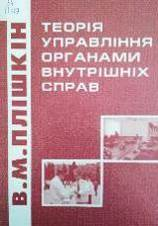 ТЕОРІЯ
УПРАВЛІННЯ
ОРГАНАМИ
ВНУТРІШНІХ
СПРАВ
В.М.ПЛІШКІН